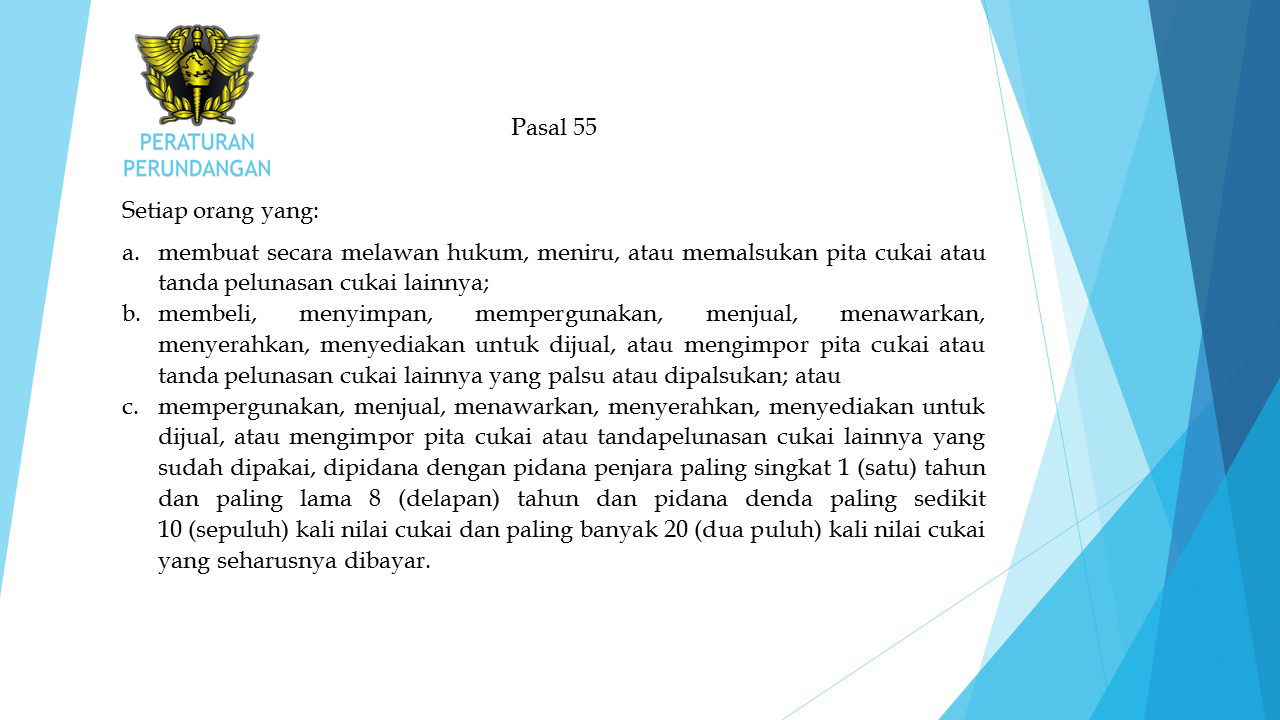 PERATURAN
PERUNDANGAN
Pasal 55
Setiap orang yang:
a. membuat secara melawan hukum, meniru, atau memalsukan pita cukai atau
tanda pelunasan cukai lainnya;
b. membeli, menyimpan, mempergunakan, menjual, menawarkan,
menyerahkan, menyediakan untuk dijual, atau mengimpor pita cukai atau
tanda pelunasan cukai lainnya yang palsu atau dipalsukan; atau
c. mempergunakan, menjual, menawarkan, menyerahkan, menyediakan untuk
dijual, atau mengimpor pita cukai atau tandapelunasan cukai lainnya yang
sudah dipakai, dipidana dengan pidana penjara paling singkat 1 (satu) tahun
dan paling lama 8 (delapan) tahun dan pidana denda paling sedikit
10 (sepuluh) kali nilai cukai dan paling banyak 20 (dua puluh) kali nilai cukai
yang seharusnya dibayar.